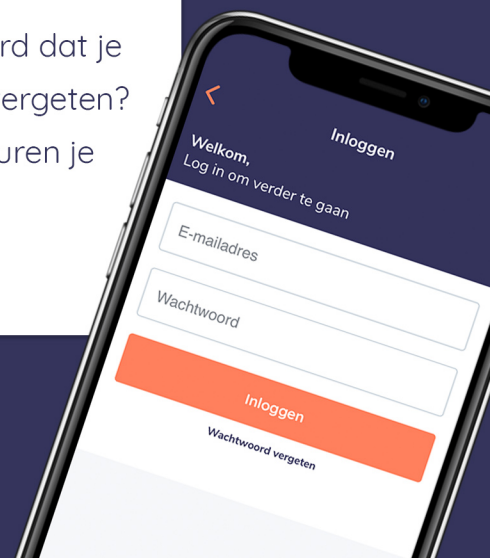 rd dat je
ergeten?
uren je
Inloggen
Welkom,
Log in om verder te gaan
E-mailadres
Wachtwoord
Inloggen
Wachtwoord vergeten